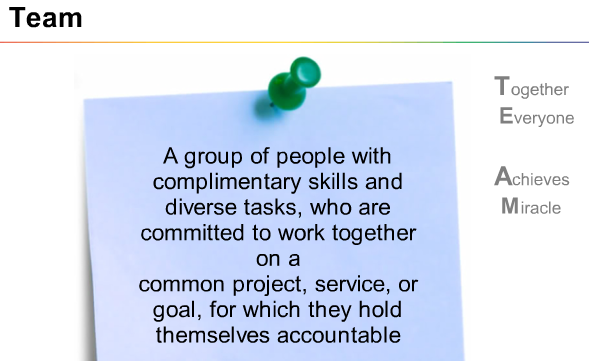 Team
A group of people with
complimentary skills and
diverse tasks, who are
committed to work together
on a
common project, service, or
goal, for which they hold
themselves accountable
Together
Everyone
Achieves
Miracle